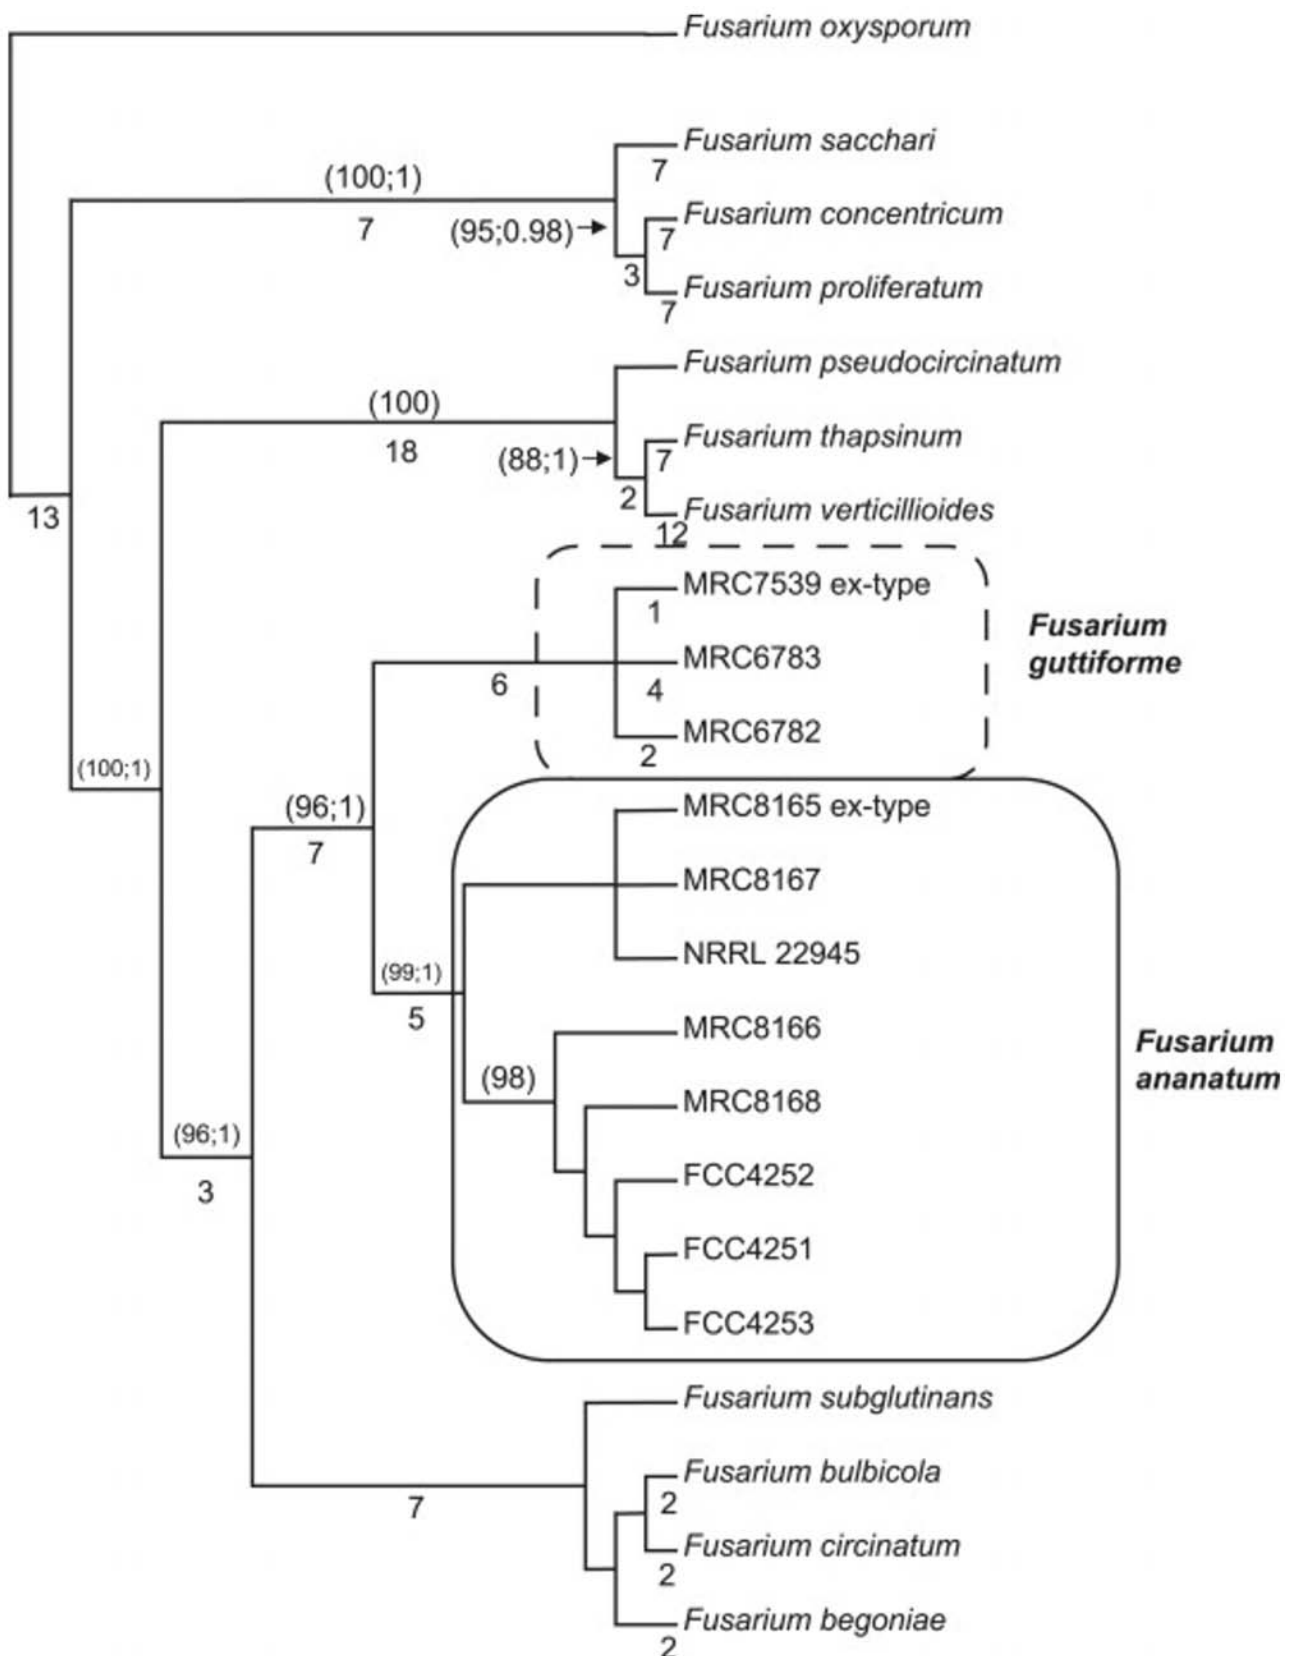 Fusarium oxysporum
Fusarium sacchari
(100;1)
7
7
Fusarium concentricum
(95;0.98)
7
3
Fusarium proliferatum
7
Fusarium pseudocircinatum
(100)
18
Fusarium thapsinum
(88;1)
7
2
Fusarium verticillioides
13
12
MRC7539 ex-type
1
Fusarium
guttiforme
MRC6783
6
4
MRC6782
2
(100;1)
(96;1)
7
MRC8165 ex-type
MRC8167
NRRL 22945
(99;1)
5
MRC8166
Fusarium
ananatum
(98)
MRC8168
(96;1)
3
FCC4252
FCC4251
FCC4253
Fusarium subglutinans
Fusarium bulbicola
2
7
Fusarium circinatum
2
Fusarium begoniae
2